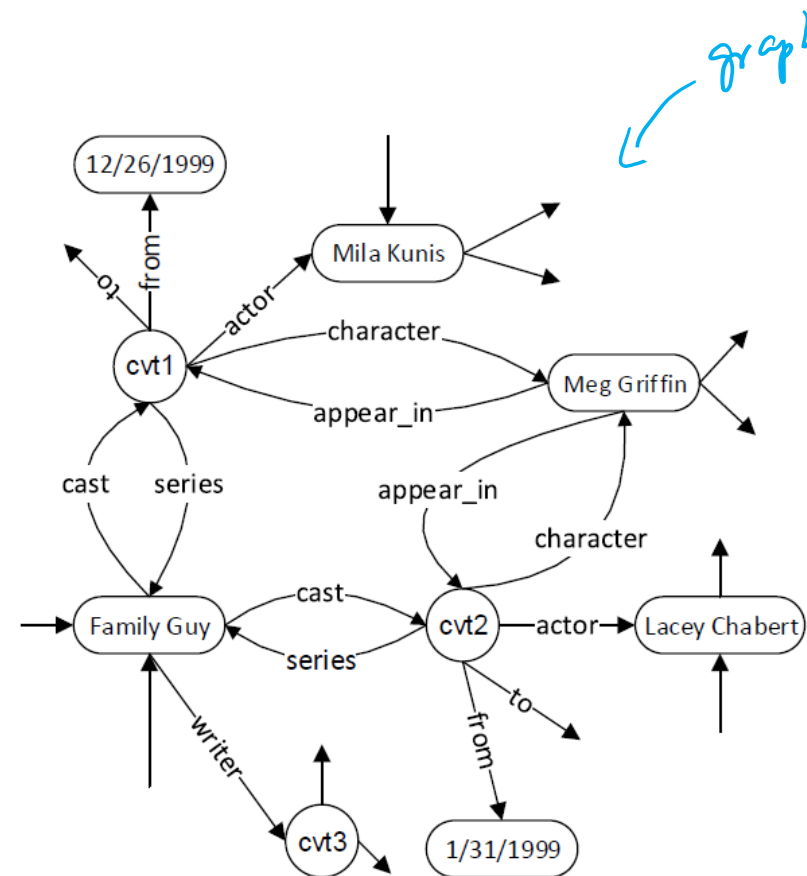 12/26/1999
from
to
Mila Kunis
actor
character
cvt1
Meg Griffin
appear_in
cast
series
appear_in
character
cast
Family Guy
cvt2
actor
Lacey Chabert
series
to
from
writer
cvt3
1/31/1999